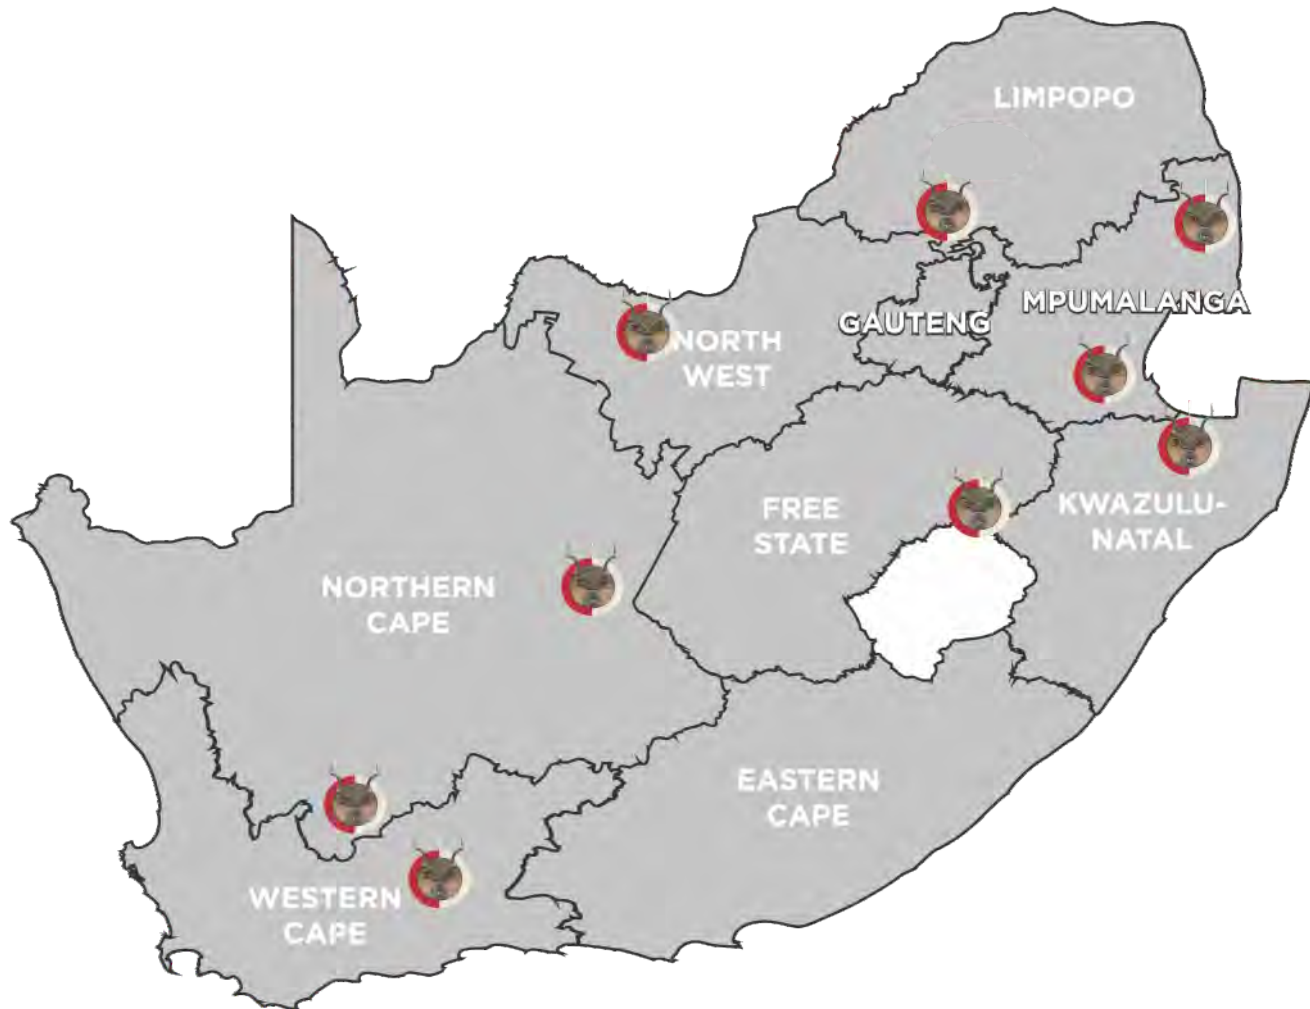 LIMPOPO
MPUMALANGA
GAUTENG
NORTH
WEST
FREE
STATE
KWAZULU-
NATAL
NORTHERN
CAPE
EASTERN
CAPE
WESTERN
CAPE